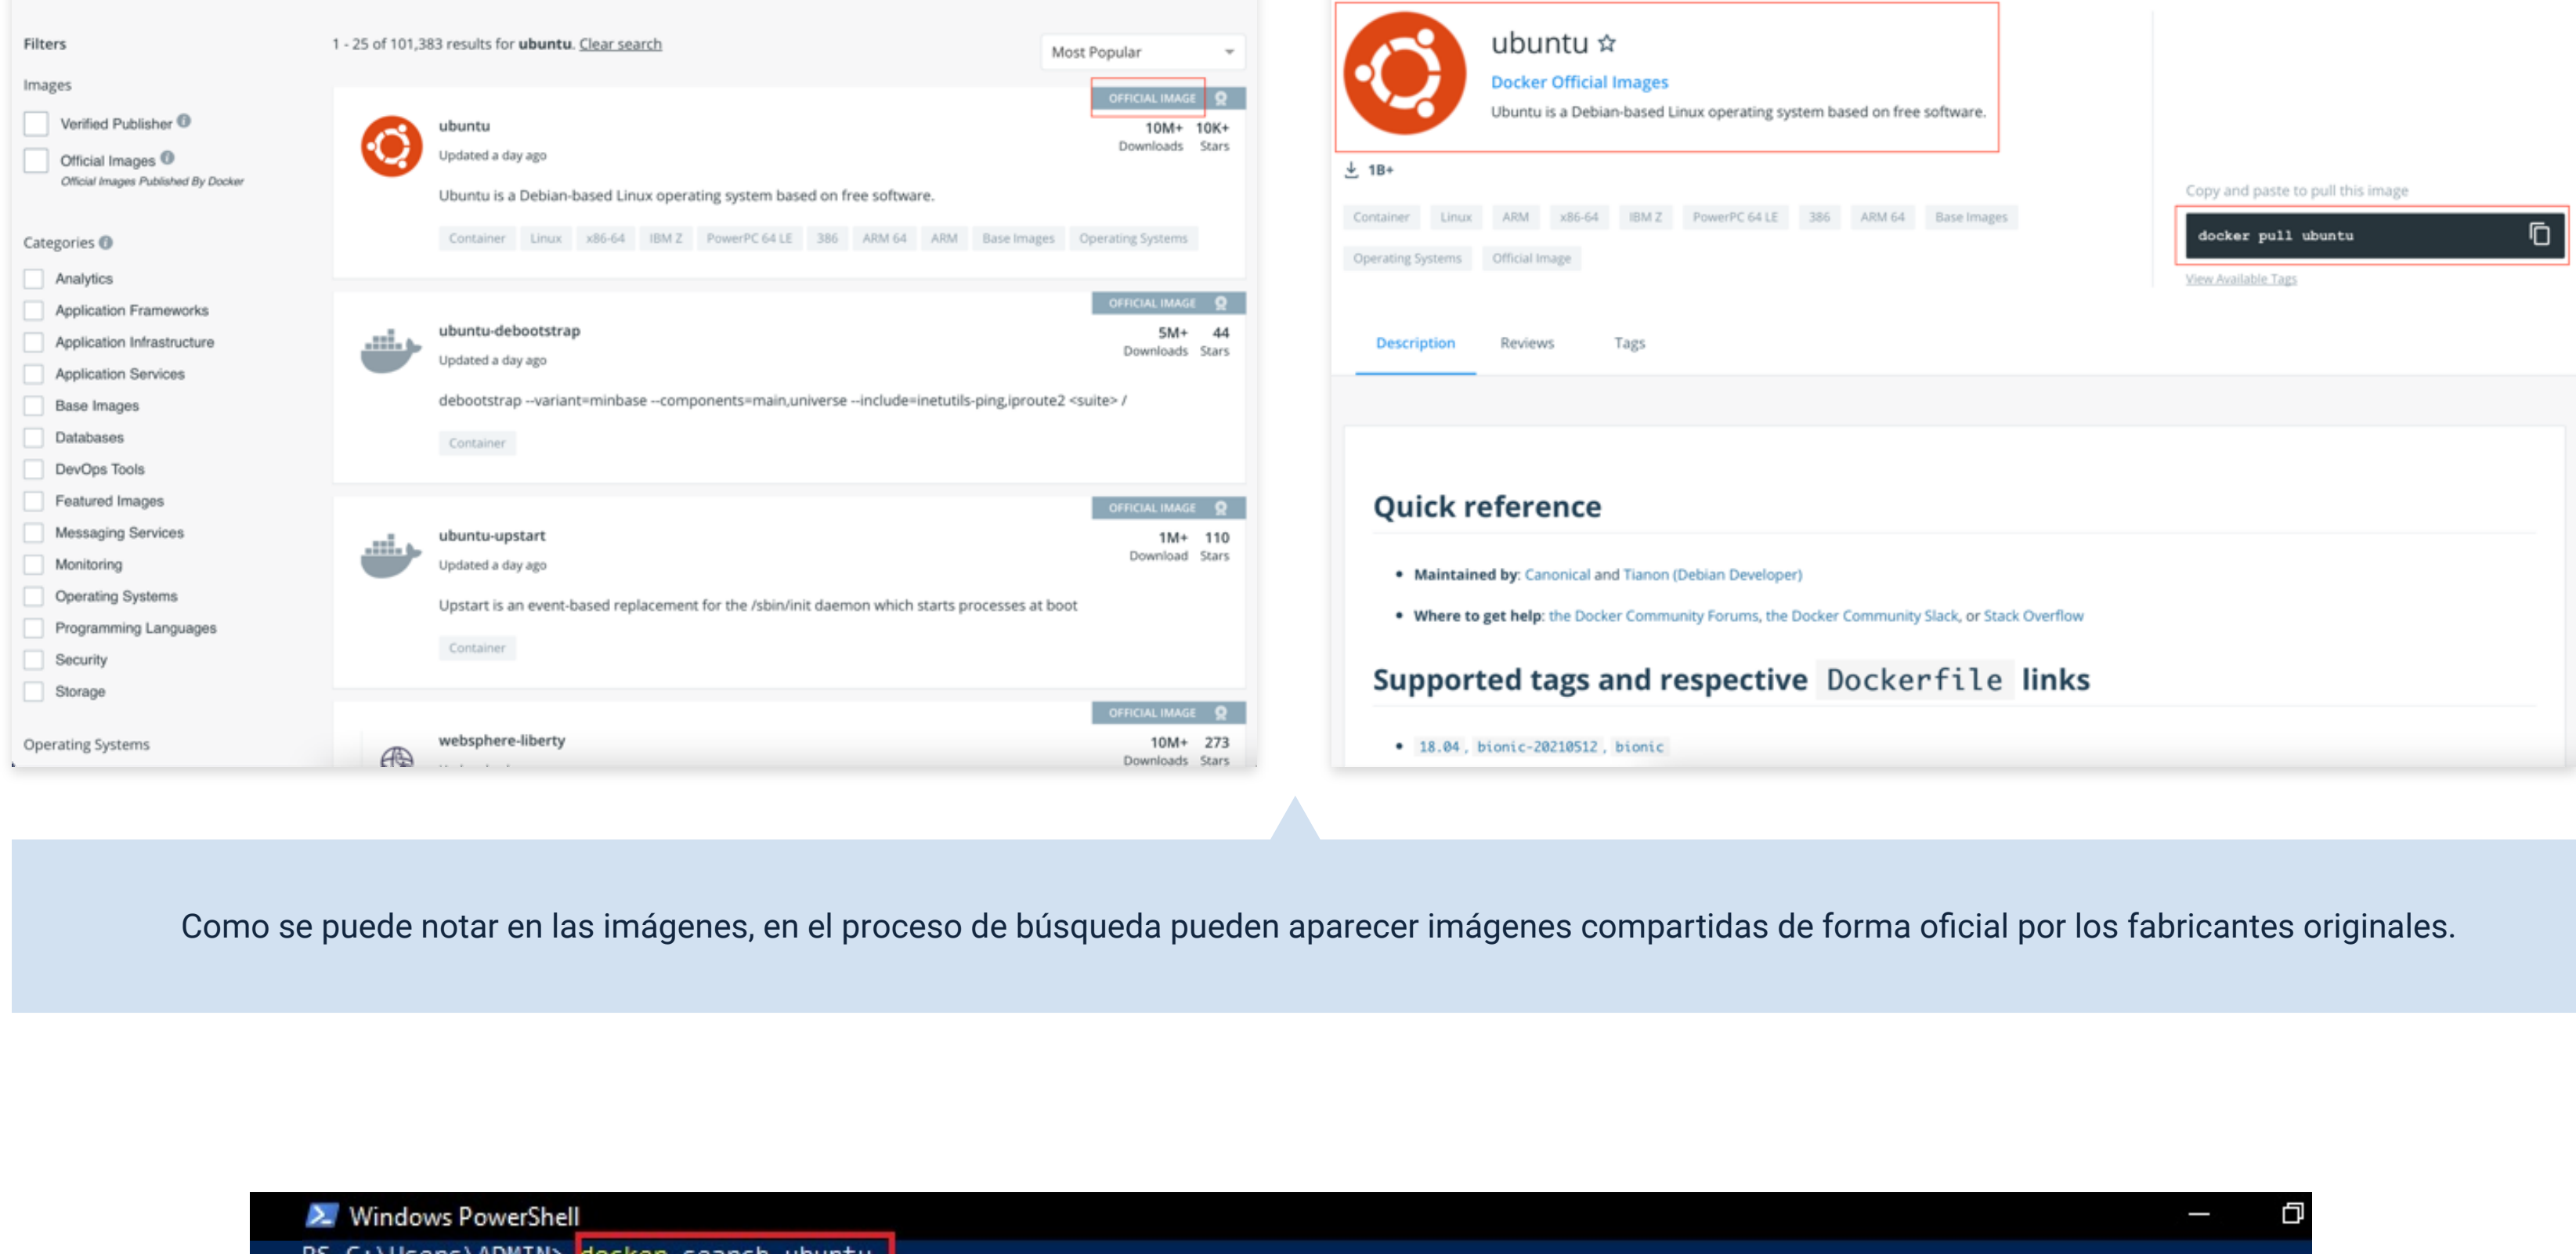 Filters
Images
Verified Publisher
Official Images
Official Images Published By Docker
Categories
Analytics
Application Frameworks
Application Infrastructure
Application Services
Base Images
Databases
DevOps Tools
Featured Images
Messaging Services
Monitoring
Operating Systems
Programming Languages
Security
Storage
Operating Systems
1 - 25 of 101,383 results for ubuntu. Clear search
Most Popular
OFFICIAL IMAGE
ubuntu
10M+ 10K+
Downloads Stars
Updated a day ago
Ubuntu is a Debian-based Linux operating system based on free software.
Container Linux x86-64 IBM Z PowerPC 64 LE 386 ARM 64 ARM Base Images Operating Systems
OFFICIAL IMAGE
ubuntu-debootstrap
5M+ 44
Downloads Stars
Updated a day ago
debootstrap --variant=minbase --components=main,universe --include=inetutils-ping,iproute2 <suite> /
Container
OFFICIAL IMAGE
ubuntu-upstart
1M+ 110
Download Stars
Updated a day ago
Upstart is an event-based replacement for the /sbin/init daemon which starts processes at boot
Container
OFFICIAL IMAGE
websphere-liberty
10M+ 273
Downloads Stars
ubuntu
Docker Official Images
Ubuntu is a Debian-based Linux operating system based on free software.
1B+
Container Linux ARM x86-64 IBM Z PowerPC 64 LE 386 ARM 64 Base Images
Operating Systems Official Image
Copy and paste to pull this image
docker pull ubuntu
View Available Tags
Description Reviews Tags
Quick reference
• Maintained by: Canonical and Tianon (Debian Developer)
• Where to get help: the Docker Community Forums, the Docker Community Slack, or Stack Overflow
Supported tags and respective Dockerfile links
• 18.04, bionic-20210512, bionic
Como se puede notar en las imágenes, en el proceso de búsqueda pueden aparecer imágenes compartidas de forma oficial por los fabricantes originales.
Windows PowerShell
PS C:\Users\ADMIN> docker search ubuntu